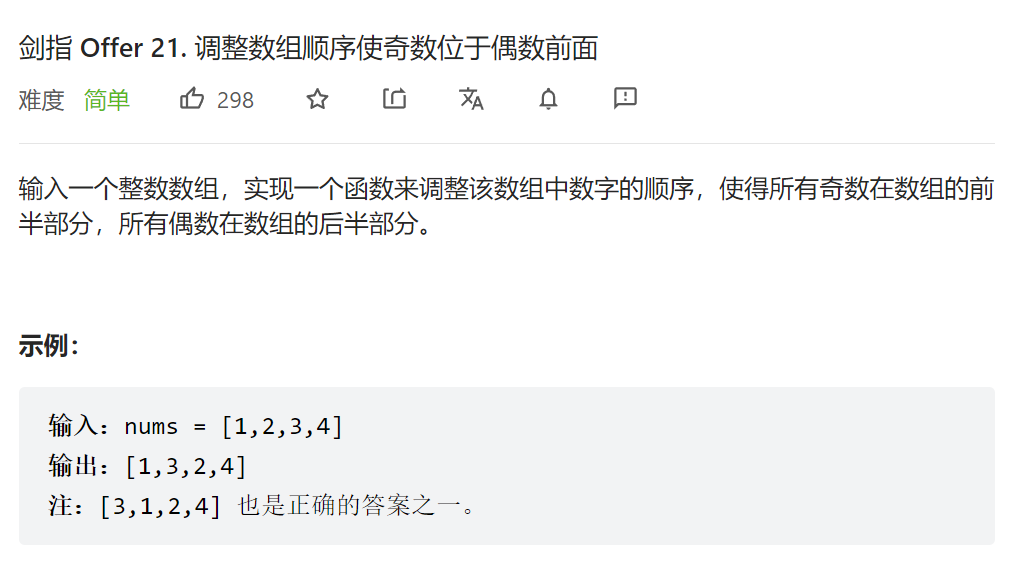 剑指 Offer 21. 调整数组顺序使奇数位于偶数前面
难度 简单 298
输入一个整数数组，实现一个函数来调整该数组中数字的顺序，使得所有奇数在数组的前
半部分，所有偶数在数组的后半部分。
示例：
输入：nums = [1,2,3,4]
输出：[1,3,2,4]
注：[3,1,2,4] 也是正确的答案之一。